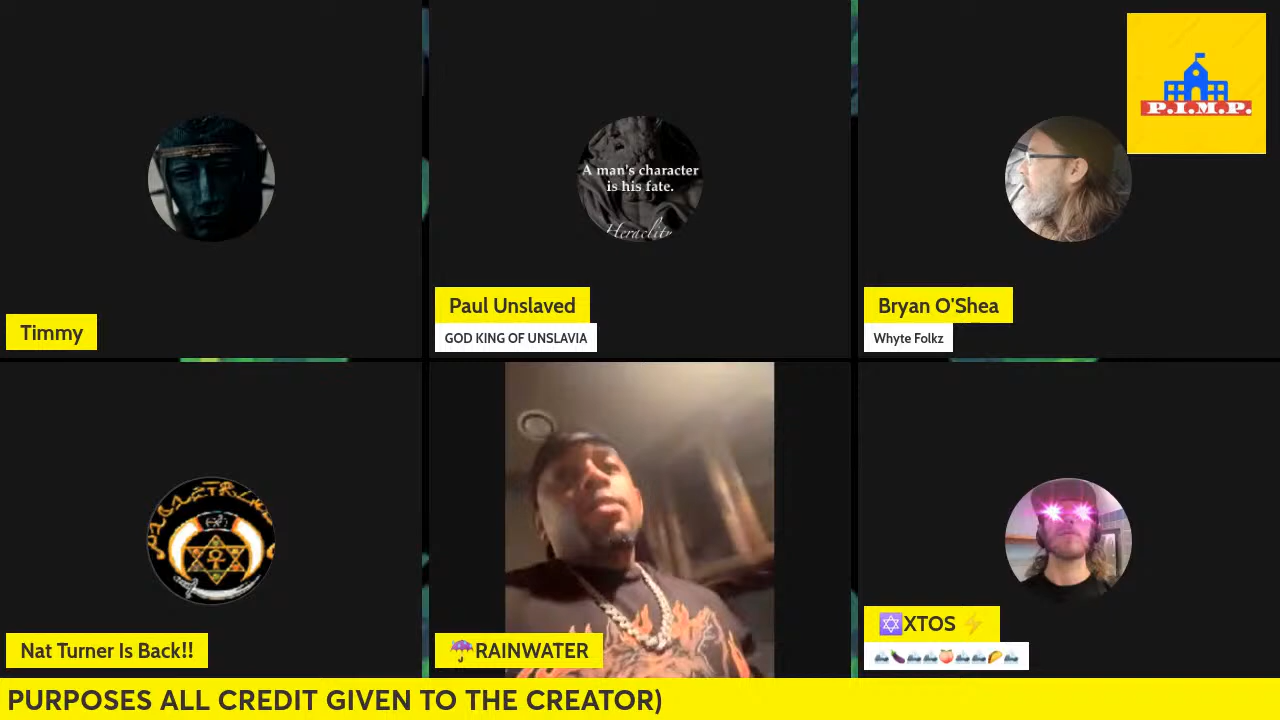 P.I.M.P.
A man's character
is his fate.
Timmy
Paul Unslaved
GOD KING OF UNSLAVIA
Bryan O'Shea
Whyte Folkz
Nat Turner Is Back!!
☔RAINWATER
🔯XTOS ⚡
PURPOSES ALL CREDIT GIVEN TO THE CREATOR)